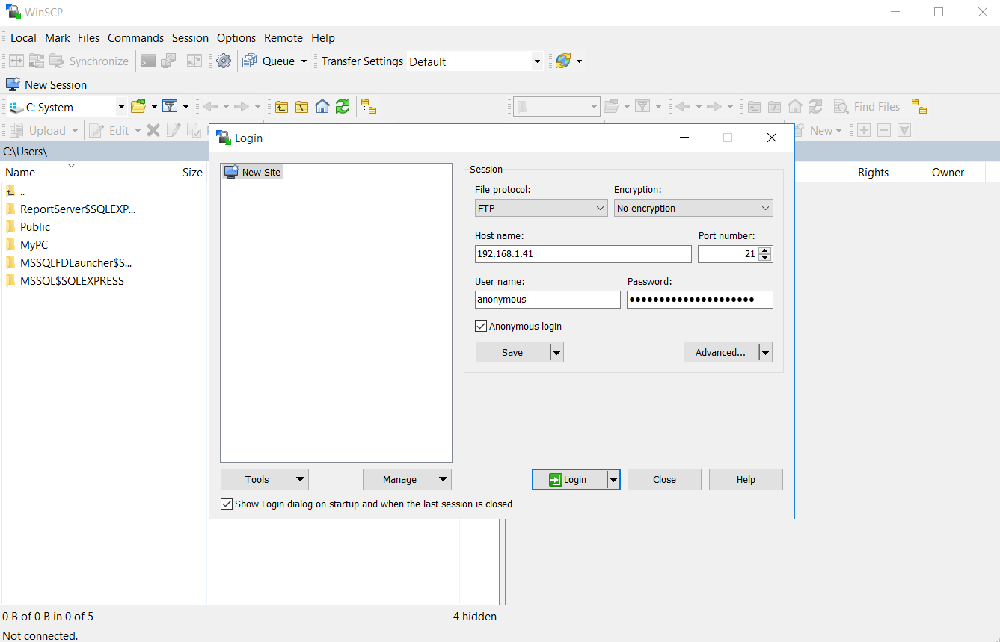 WinSCP
Local Mark Files Commands Session Options Remote Help
Synchronize Queue Transfer Settings Default
New Session
C: System Find Files
Upload Edit New
C:\Users\
Name Size Rights Owner
..
ReportServer$SQLEXP...
Public
MyPC
MSSQLFDLauncher$S...
MSSQL$SQLEXPRESS
Login
New Site
Session
File protocol: Encryption:
FTP No encryption
Host name: Port number:
192.168.1.41 21
User name: Password:
anonymous ●●●●●●●●●●●●●●●●●●●●●
Anonymous login
Save Advanced...
Tools Manage Login Close Help
Show Login dialog on startup and when the last session is closed
0 B of 0 B in 0 of 5 4 hidden
Not connected.